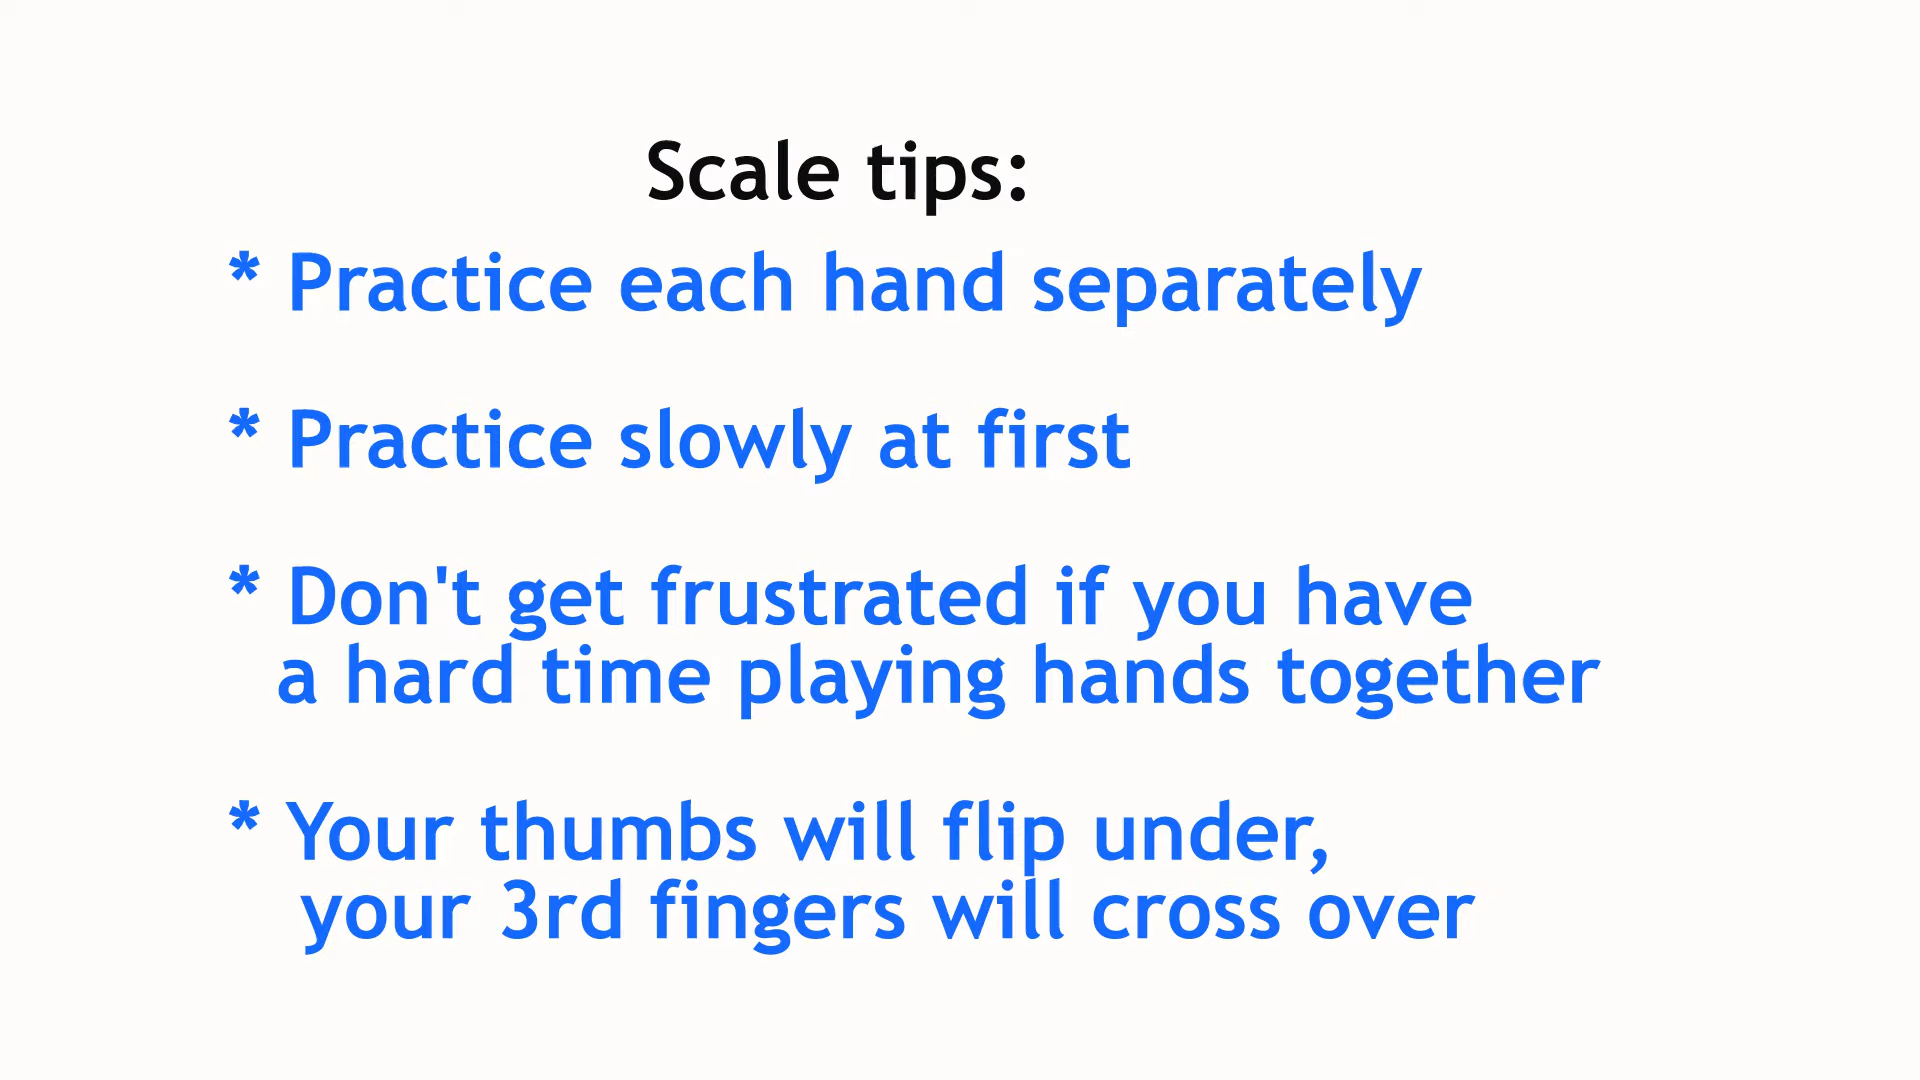 Scale tips:
* Practice each hand separately
* Practice slowly at first
* Don't get frustrated if you have
a hard time playing hands together
* Your thumbs will flip under,
your 3rd fingers will cross over